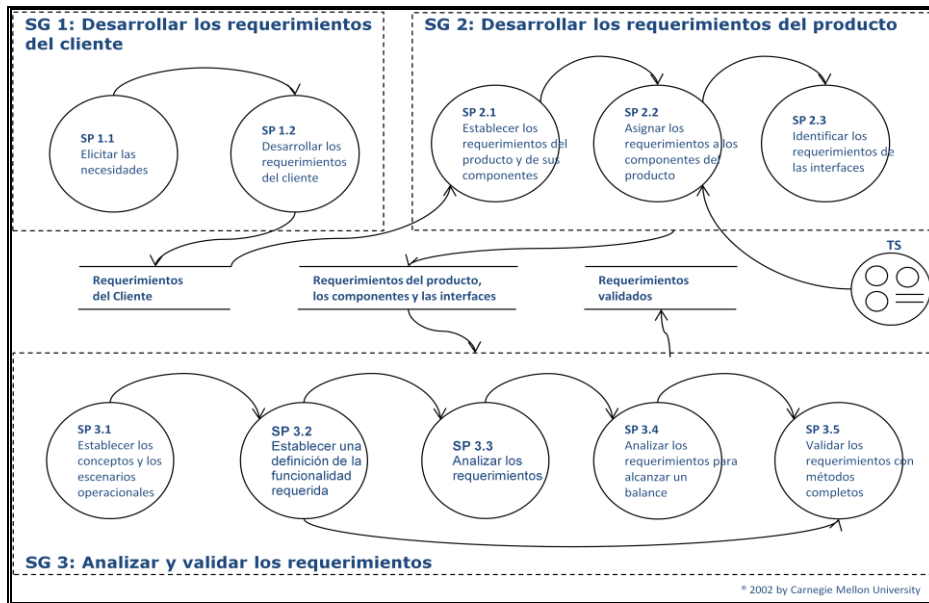 SG 1: Desarrollar los requerimientos
del cliente
SP 1.1
Elicitar las
necesidades
SP 1.2
Desarrollar los
requerimientos
del cliente
SG 2: Desarrollar los requerimientos del producto
SP 2.1
Establecer los
requerimientos del
producto y de sus
componentes
SP 2.2
Asignar los
requerimientos a los
componentes del
producto
SP 2.3
Identificar los
requerimientos de
las interfaces
TS
Requerimientos
del Cliente
Requerimientos del producto,
los componentes y las interfaces
Requerimientos
validados
SP 3.1
Establecer los
conceptos y los
escenarios
operacionales
SP 3.2
Establecer una
definición de la
funcionalidad
requerida
SP 3.3
Analizar los
requerimientos
SP 3.4
Analizar los
requerimientos para
alcanzar un
balance
SP 3.5
Validar los
requerimientos con
métodos
completos
SG 3: Analizar y validar los requerimientos
® 2002 by Carnegie Mellon University